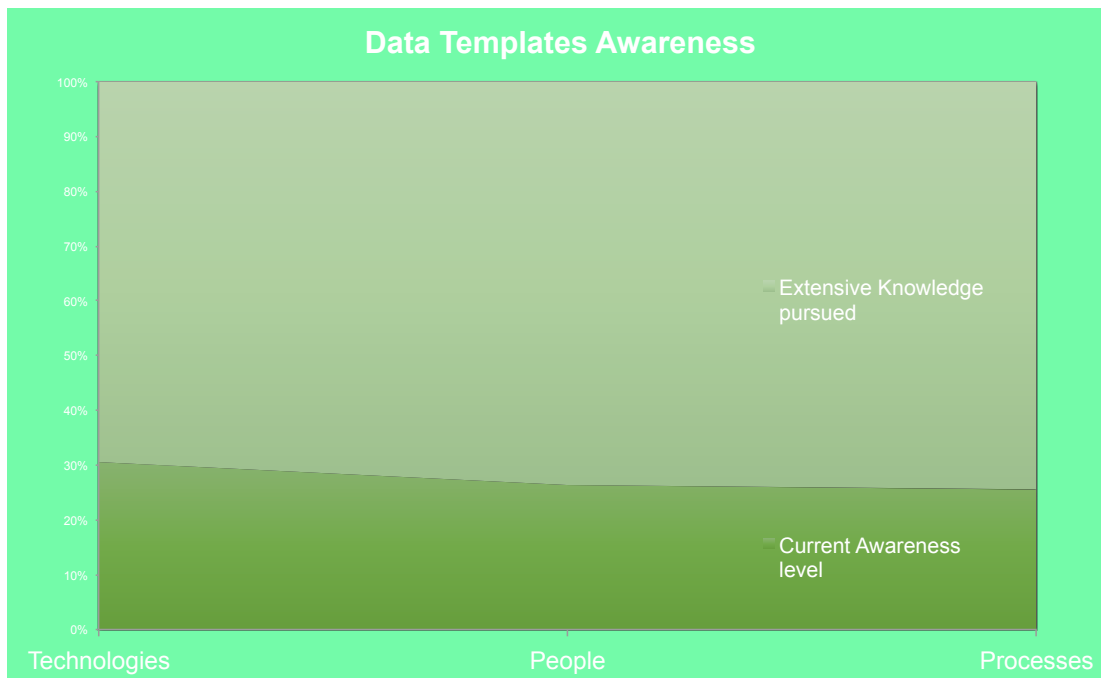 Data Templates Awareness
100%
90%
80%
70%
60%
50%
40%
30%
20%
10%
0%
Extensive Knowledge
pursued
Current Awareness
level
Technologies
People
Processes